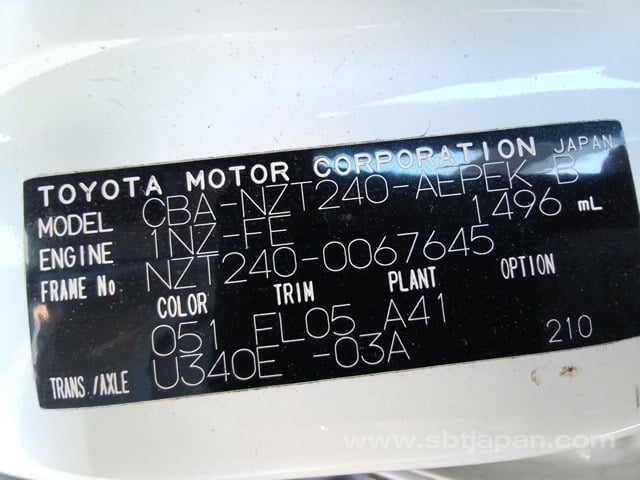 TOYOTA MOTOR CORPORATION JAPAN
MODEL CBA-NZT240-AEPEK B
ENGINE 1NZ-FE 1496 mL
FRAME No NZT240-0067645
COLOR TRIM PLANT OPTION
051 FL05 A41
TRANS./AXLE U340E -03A 210
www.sbtjapan.com